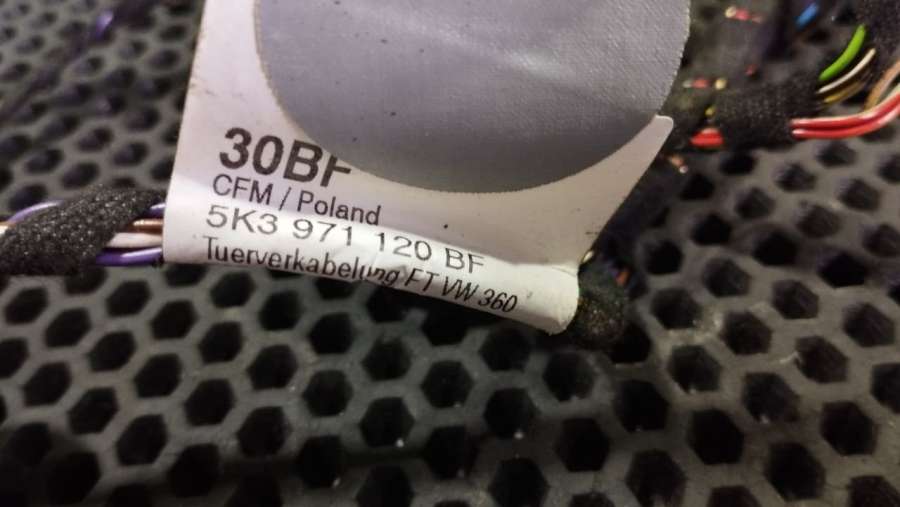 30BF
CFM / Poland
5K3 971 120 BF
Tuerverkabelung FT VW 360